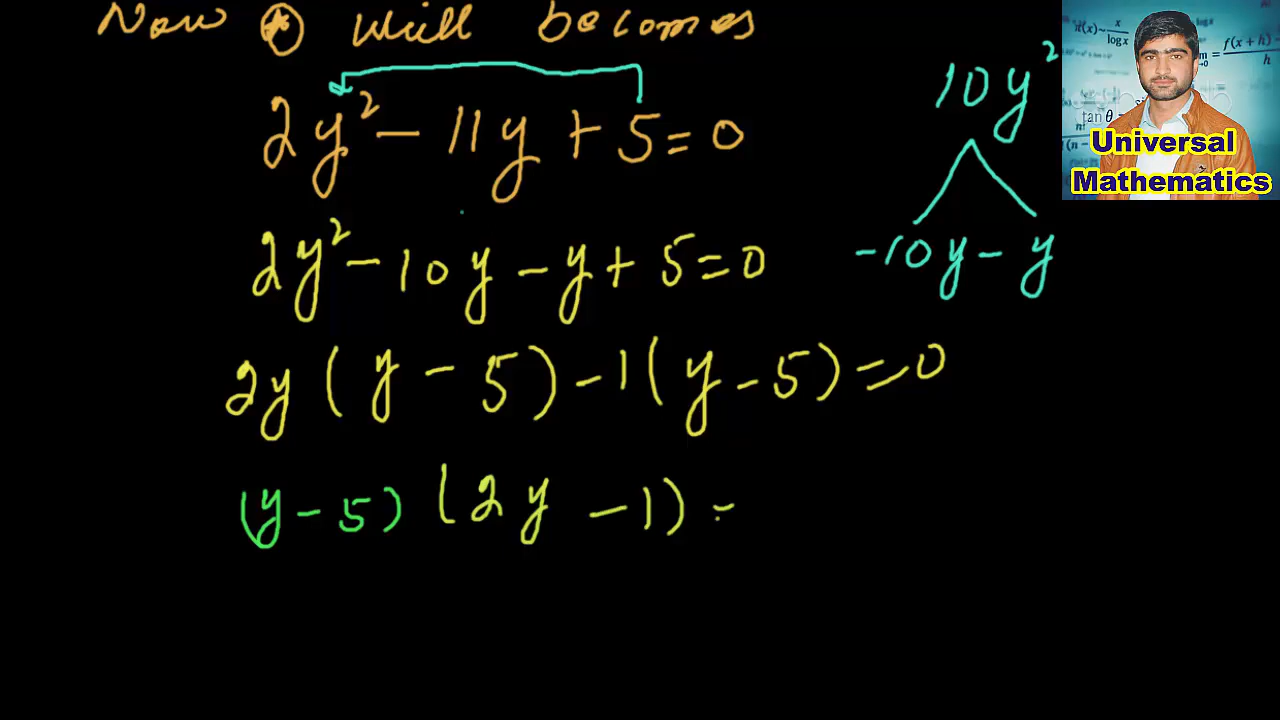 Now (*) will becomes
2y² - 11y + 5 = 0
10y²
-10y - y
2y² - 10y - y + 5 = 0
2y ( y - 5 ) - 1 ( y - 5 ) = 0
(y - 5) (2y - 1) =
Universal
Mathematics